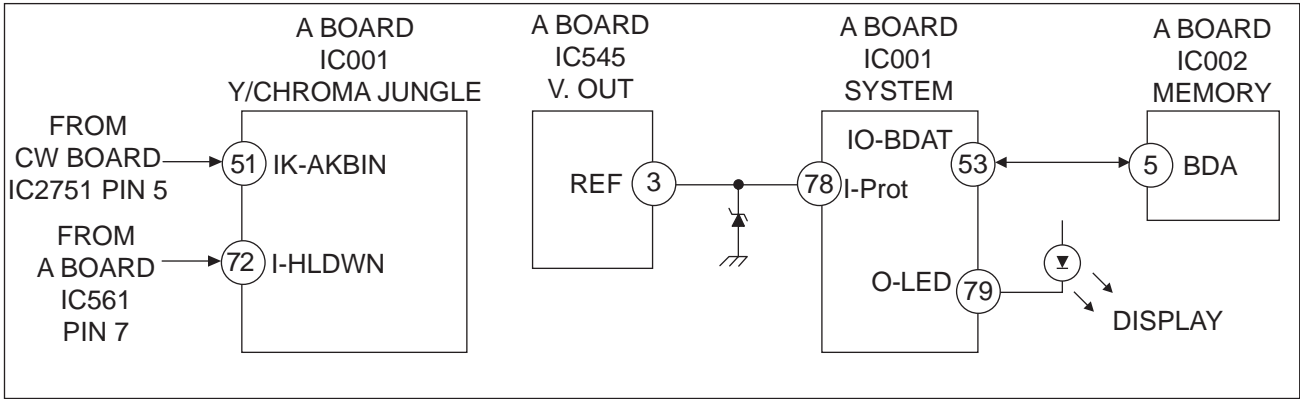 A BOARD
IC001
Y/CHROMA JUNGLE
FROM
CW BOARD
IC2751 PIN 5
51
IK-AKBIN
FROM
A BOARD
IC561
PIN 7
72
I-HLDWN
A BOARD
IC545
V. OUT
REF
3
A BOARD
IC001
SYSTEM
78
I-Prot
IO-BDAT
53
O-LED
79
DISPLAY
A BOARD
IC002
MEMORY
5
BDA